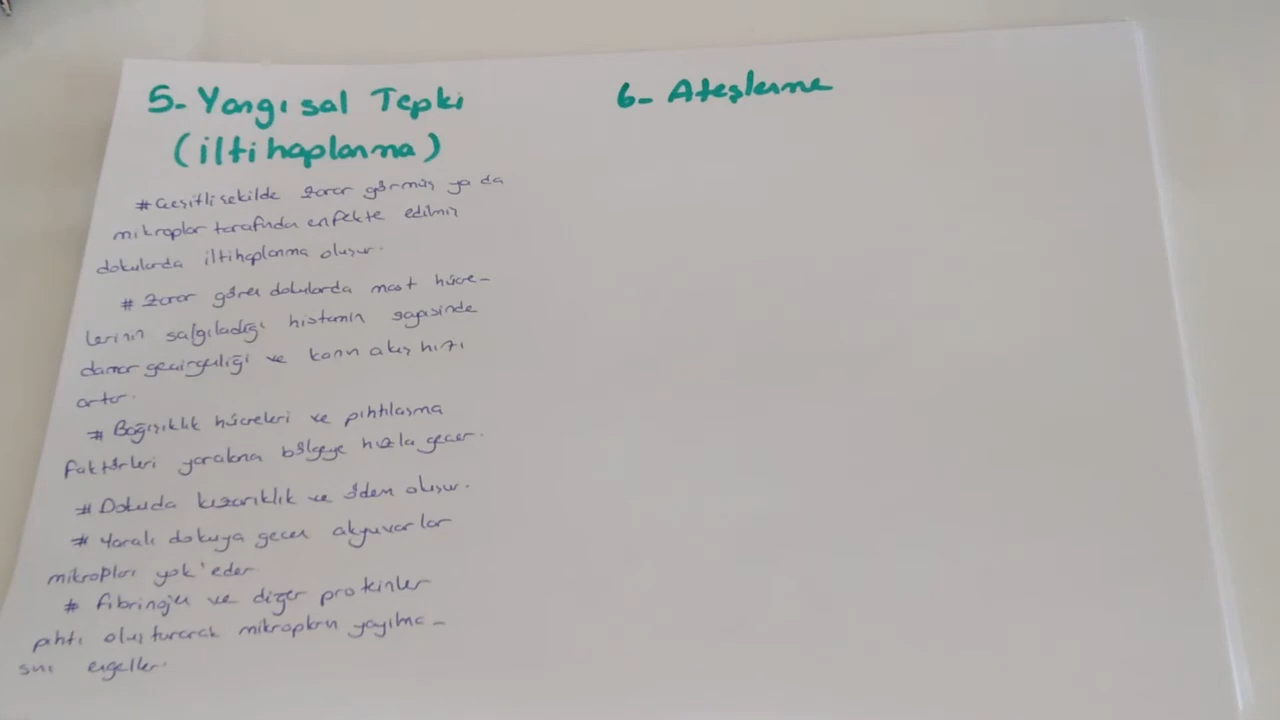 5- Yangısal Tepki
(iltihaplanma)
# Çeşitli şekilde zarar görmüş ya da
mikroplar tarafında enfekte edilmiş
dokularda iltihaplanma oluşur.
# Zarar gören dokularda mast hücre-
lerinin salgıladığı histamin sayesinde
damar geçirgenliği ve kanın akış hızı
artar.
# Bağışıklık hücreleri ve pıhtılaşma
faktörleri yaralanan bölgeye hızla geçer.
# Dokuda kızarıklık ve ödem oluşur.
# Yaralı dokuya geçen akyuvarlar
mikropları yok eder
# Fibrinojen ve diğer proteinler
pıhtı oluşturarak mikropların yayılma-
sını engeller.
6- Ateşlenme